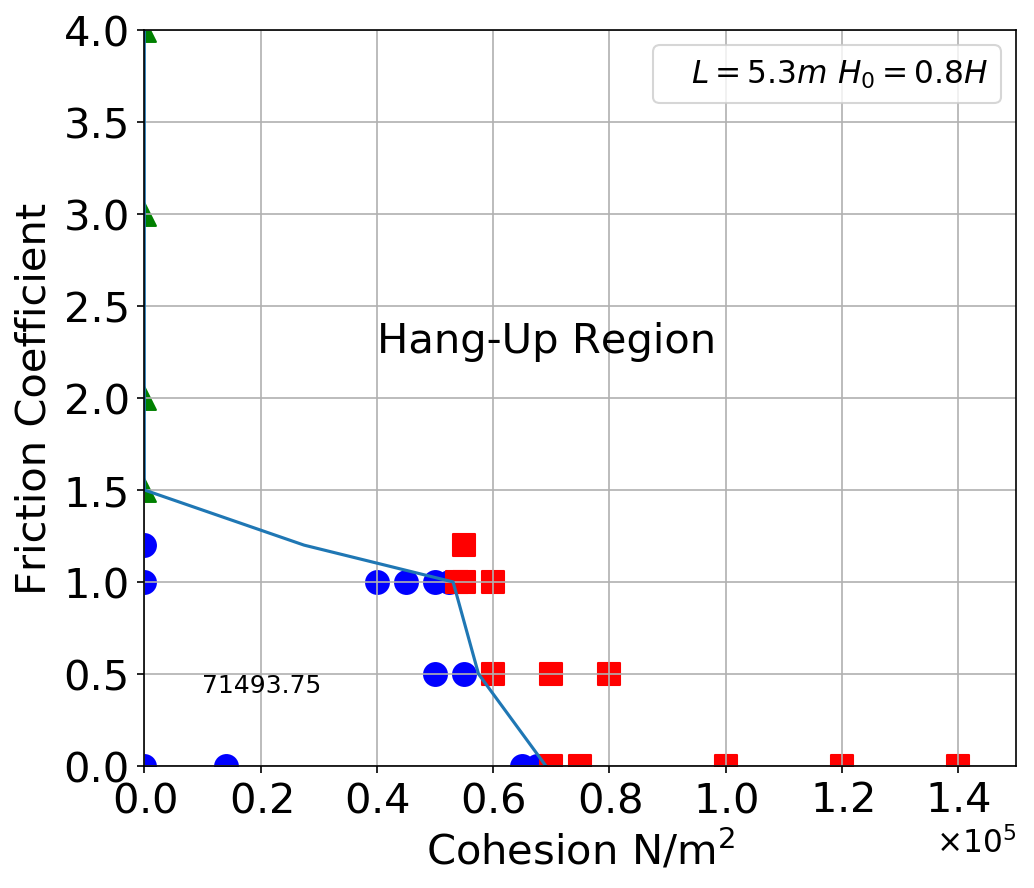 4.0
3.5
3.0
2.5
2.0
1.5
1.0
0.5
0.0
Friction Coefficient
L = 5.3m H₀ = 0.8H
Hang-Up Region
71493.75
0.0 0.2 0.4 0.6 0.8 1.0 1.2 1.4
×10⁵
Cohesion N/m²